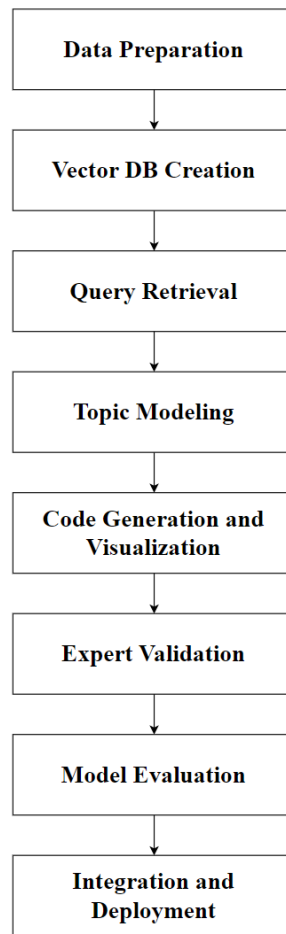 Data Preparation
Vector DB Creation
Query Retrieval
Topic Modeling
Code Generation and
Visualization
Expert Validation
Model Evaluation
Integration and
Deployment